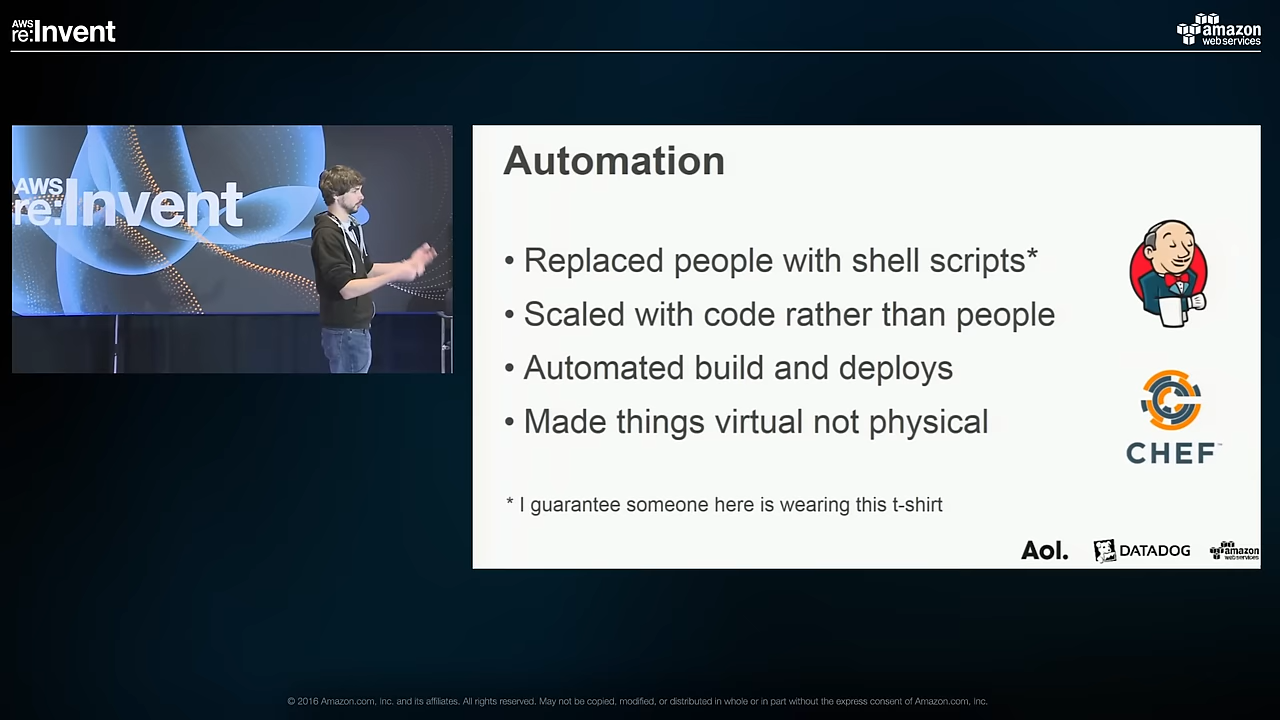 AWS
re:Invent
amazon
web services
AWS
re:Invent
Automation
• Replaced people with shell scripts*
• Scaled with code rather than people
• Automated build and deploys
• Made things virtual not physical
CHEF™
* I guarantee someone here is wearing this t-shirt
Aol.
DATADOG
amazon
web services
© 2016 Amazon.com, Inc. and its affiliates. All rights reserved. May not be copied, modified, or distributed in whole or in part without the express consent of Amazon.com, Inc.